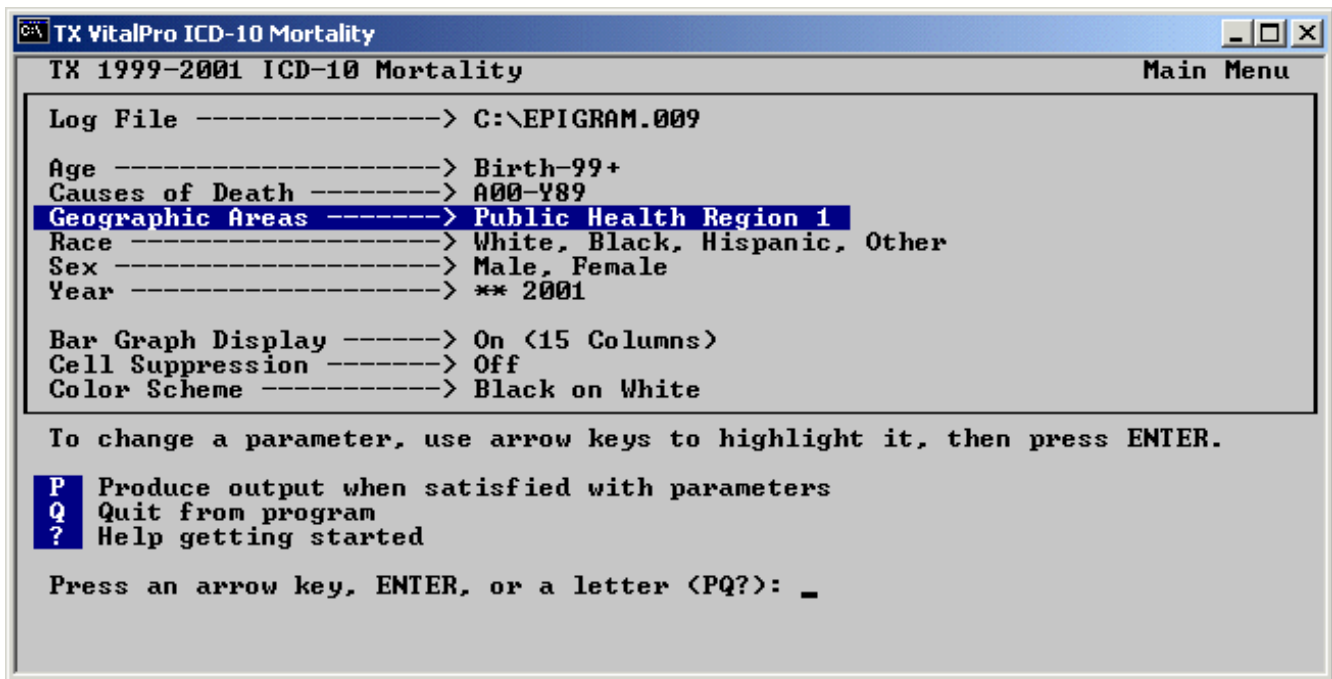 TX VitalPro ICD-10 Mortality
TX 1999-2001 ICD-10 Mortality Main Menu
Log File ---------------> C:\EPIGRAM.009
Age --------------------> Birth-99+
Causes of Death --------> A00-Y89
Geographic Areas -------> Public Health Region 1
Race -------------------> White, Black, Hispanic, Other
Sex --------------------> Male, Female
Year -------------------> ** 2001
Bar Graph Display ------> On (15 Columns)
Cell Suppression -------> Off
Color Scheme -----------> Black on White
To change a parameter, use arrow keys to highlight it, then press ENTER.
P Produce output when satisfied with parameters
Q Quit from program
? Help getting started
Press an arrow key, ENTER, or a letter (PQ?): _